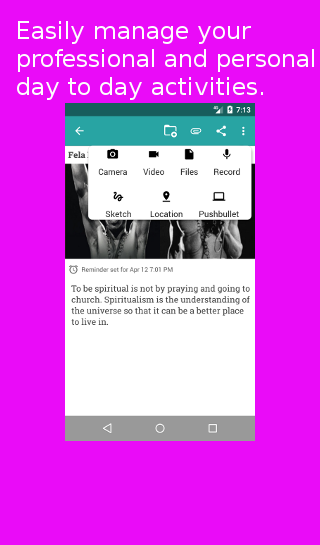 Easily manage your
professional and personal
day to day activities.
7:13
Fela
Camera Video Files Record
Sketch Location Pushbullet
Reminder set for Apr 12 7:01 PM
To be spiritual is not by praying and going to
church. Spiritualism is the understanding of
the universe so that it can be a better place
to live in.